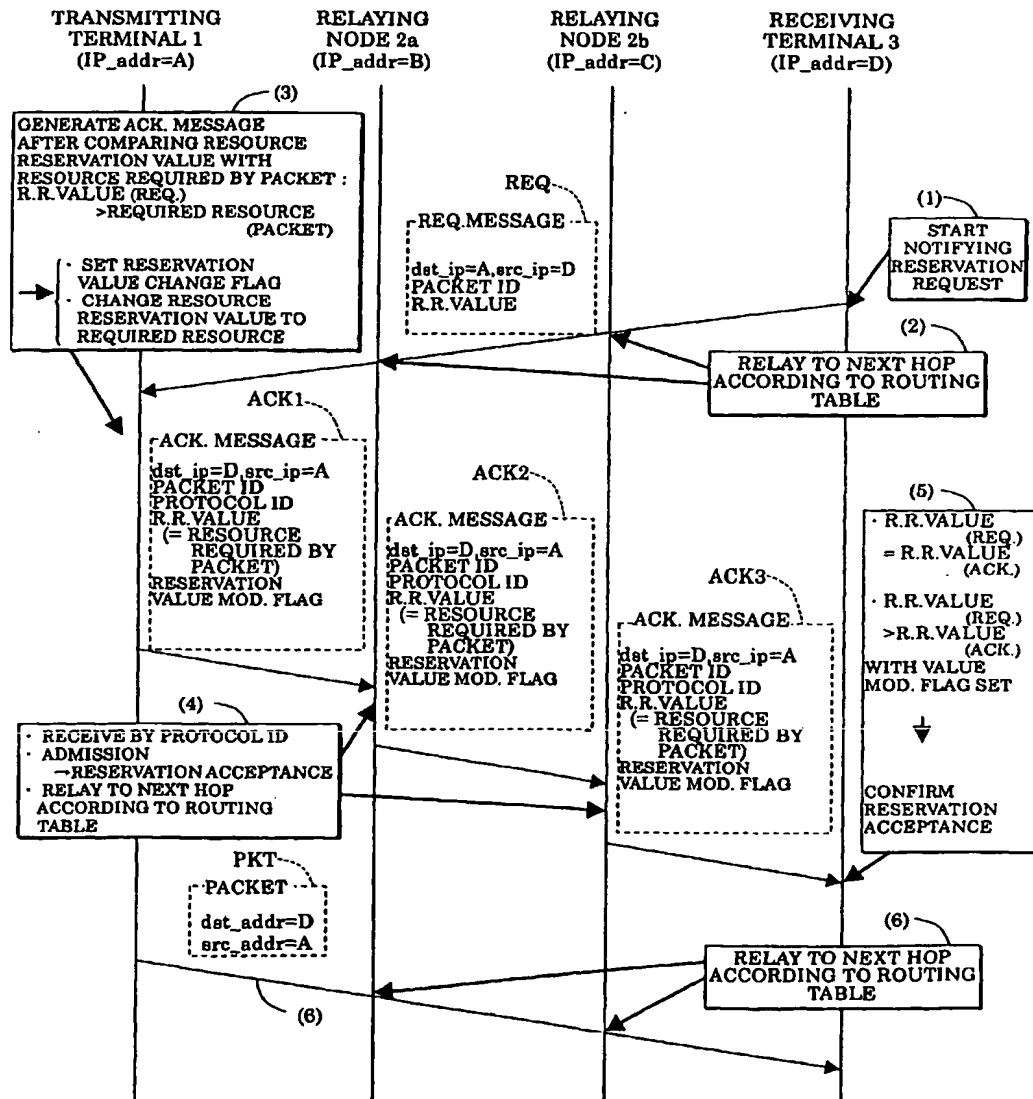 TRANSMITTING
TERMINAL 1
(IP_addr=A)
RELAYING
NODE 2a
(IP_addr=B)
RELAYING
NODE 2b
(IP_addr=C)
RECEIVING
TERMINAL 3
(IP_addr=D)
(3)
GENERATE ACK. MESSAGE
AFTER COMPARING RESOURCE
RESERVATION VALUE WITH
RESOURCE REQUIRED BY PACKET :
R.R.VALUE (REQ.)
>REQUIRED RESOURCE
(PACKET)
· SET RESERVATION
VALUE CHANGE FLAG
· CHANGE RESOURCE
RESERVATION VALUE TO
REQUIRED RESOURCE
REQ
REQ.MESSAGE
dst_ip=A,src_ip=D
PACKET ID
R.R.VALUE
(1)
START
NOTIFYING
RESERVATION
REQUEST
(2)
RELAY TO NEXT HOP
ACCORDING TO ROUTING
TABLE
ACK1
ACK. MESSAGE
dst_ip=D,src_ip=A
PACKET ID
PROTOCOL ID
R.R.VALUE
(= RESOURCE
REQUIRED BY
PACKET)
RESERVATION
VALUE MOD. FLAG
ACK2
ACK. MESSAGE
dst_ip=D,src_ip=A
PACKET ID
PROTOCOL ID
R.R.VALUE
(= RESOURCE
REQUIRED BY
PACKET)
RESERVATION
VALUE MOD. FLAG
ACK3
ACK. MESSAGE
dst_ip=D,src_ip=A
PACKET ID
PROTOCOL ID
R.R.VALUE
(= RESOURCE
REQUIRED BY
PACKET)
RESERVATION
VALUE MOD. FLAG
(5)
· R.R.VALUE
(REQ.)
= R.R.VALUE
(ACK.)
· R.R.VALUE
(REQ.)
>R.R.VALUE
(ACK.)
WITH VALUE
MOD. FLAG SET
CONFIRM
RESERVATION
ACCEPTANCE
(4)
· RECEIVE BY PROTOCOL ID
· ADMISSION
→RESERVATION ACCEPTANCE
· RELAY TO NEXT HOP
ACCORDING TO ROUTING
TABLE
PKT
PACKET
dst_addr=D
src_addr=A
(6)
(6)
RELAY TO NEXT HOP
ACCORDING TO ROUTING
TABLE